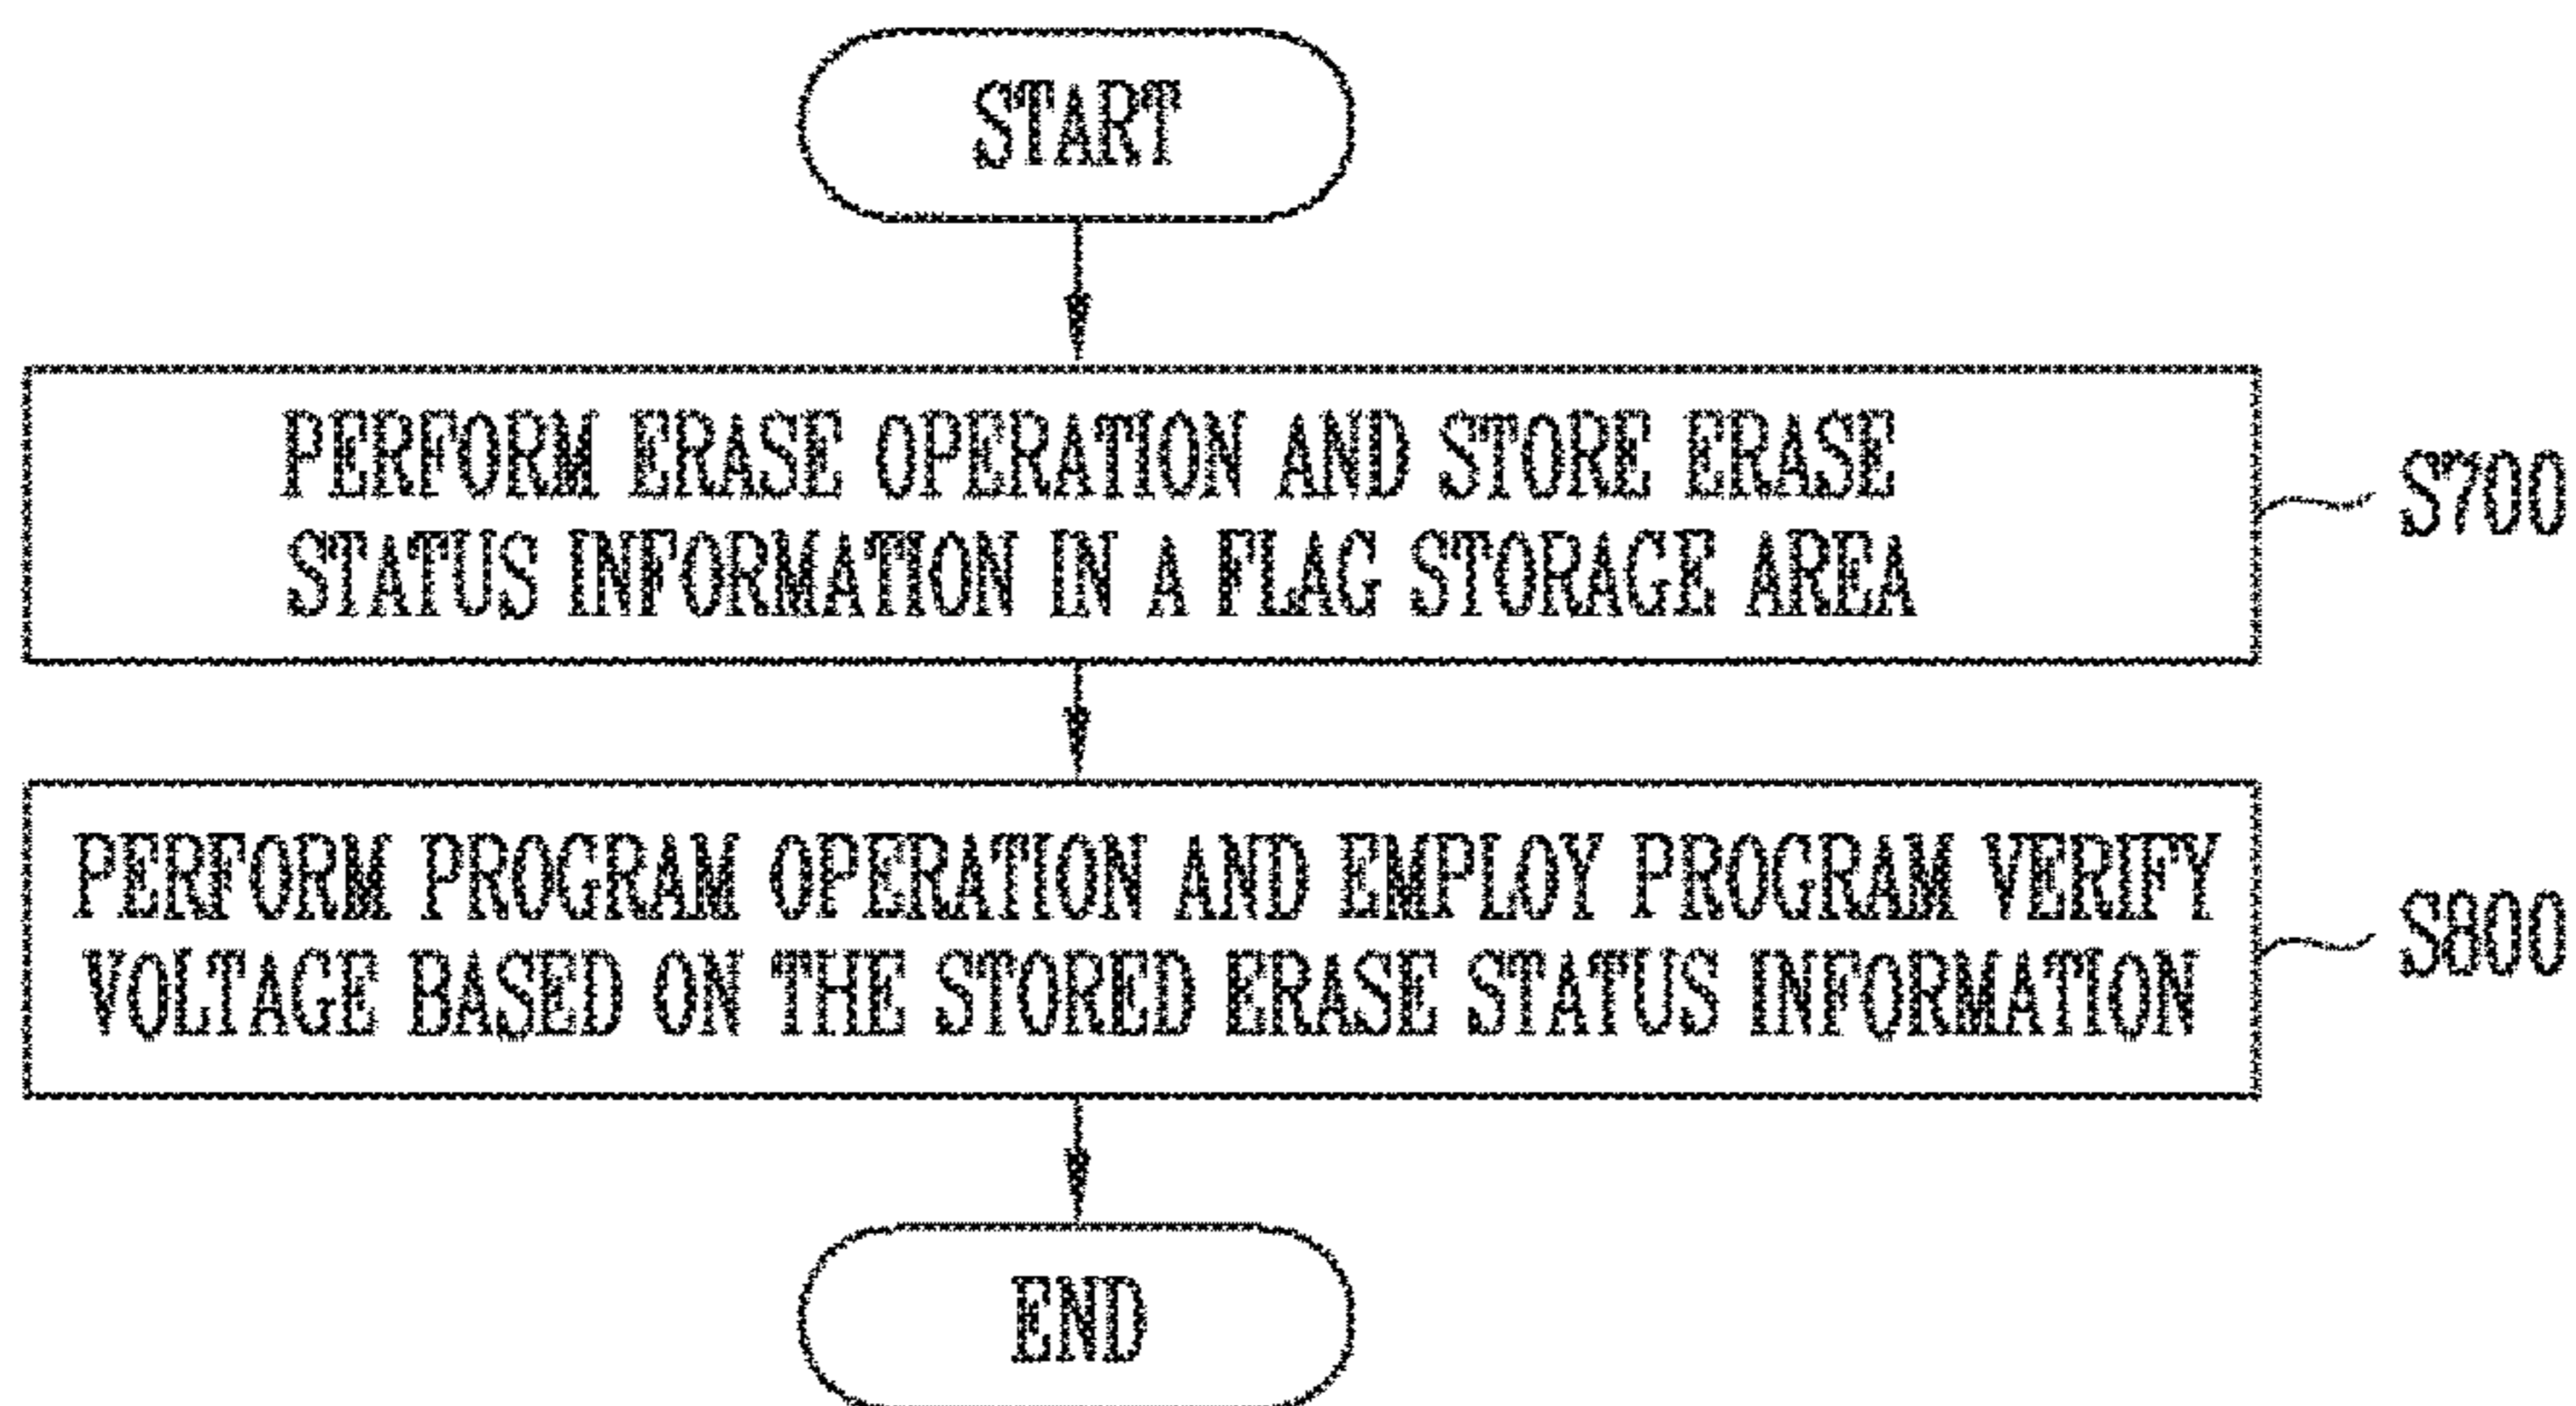 START
PERFORM ERASE OPERATION AND STORE ERASE
STATUS INFORMATION IN A FLAG STORAGE AREA
S700
PERFORM PROGRAM OPERATION AND EMPLOY PROGRAM VERIFY
VOLTAGE BASED ON THE STORED ERASE STATUS INFORMATION
S800
END